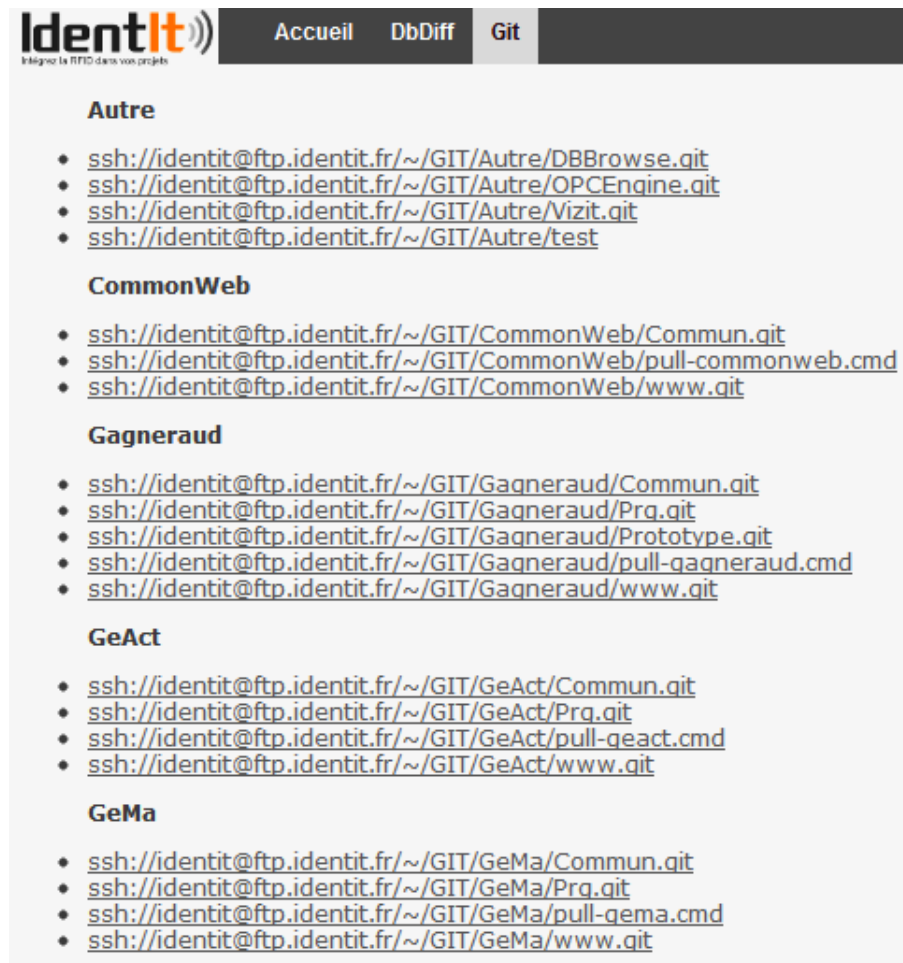 IdentIt
Intégrez la RFID dans vos projets
Accueil DbDiff Git
Autre
ssh://identit@ftp.identit.fr/~/GIT/Autre/DBBrowse.git
ssh://identit@ftp.identit.fr/~/GIT/Autre/OPCEngine.git
ssh://identit@ftp.identit.fr/~/GIT/Autre/Vizit.git
ssh://identit@ftp.identit.fr/~/GIT/Autre/test
CommonWeb
ssh://identit@ftp.identit.fr/~/GIT/CommonWeb/Commun.git
ssh://identit@ftp.identit.fr/~/GIT/CommonWeb/pull-commonweb.cmd
ssh://identit@ftp.identit.fr/~/GIT/CommonWeb/www.git
Gagneraud
ssh://identit@ftp.identit.fr/~/GIT/Gagneraud/Commun.git
ssh://identit@ftp.identit.fr/~/GIT/Gagneraud/Prg.git
ssh://identit@ftp.identit.fr/~/GIT/Gagneraud/Prototype.git
ssh://identit@ftp.identit.fr/~/GIT/Gagneraud/pull-gagneraud.cmd
ssh://identit@ftp.identit.fr/~/GIT/Gagneraud/www.git
GeAct
ssh://identit@ftp.identit.fr/~/GIT/GeAct/Commun.git
ssh://identit@ftp.identit.fr/~/GIT/GeAct/Prg.git
ssh://identit@ftp.identit.fr/~/GIT/GeAct/pull-geact.cmd
ssh://identit@ftp.identit.fr/~/GIT/GeAct/www.git
GeMa
ssh://identit@ftp.identit.fr/~/GIT/GeMa/Commun.git
ssh://identit@ftp.identit.fr/~/GIT/GeMa/Prg.git
ssh://identit@ftp.identit.fr/~/GIT/GeMa/pull-gema.cmd
ssh://identit@ftp.identit.fr/~/GIT/GeMa/www.git